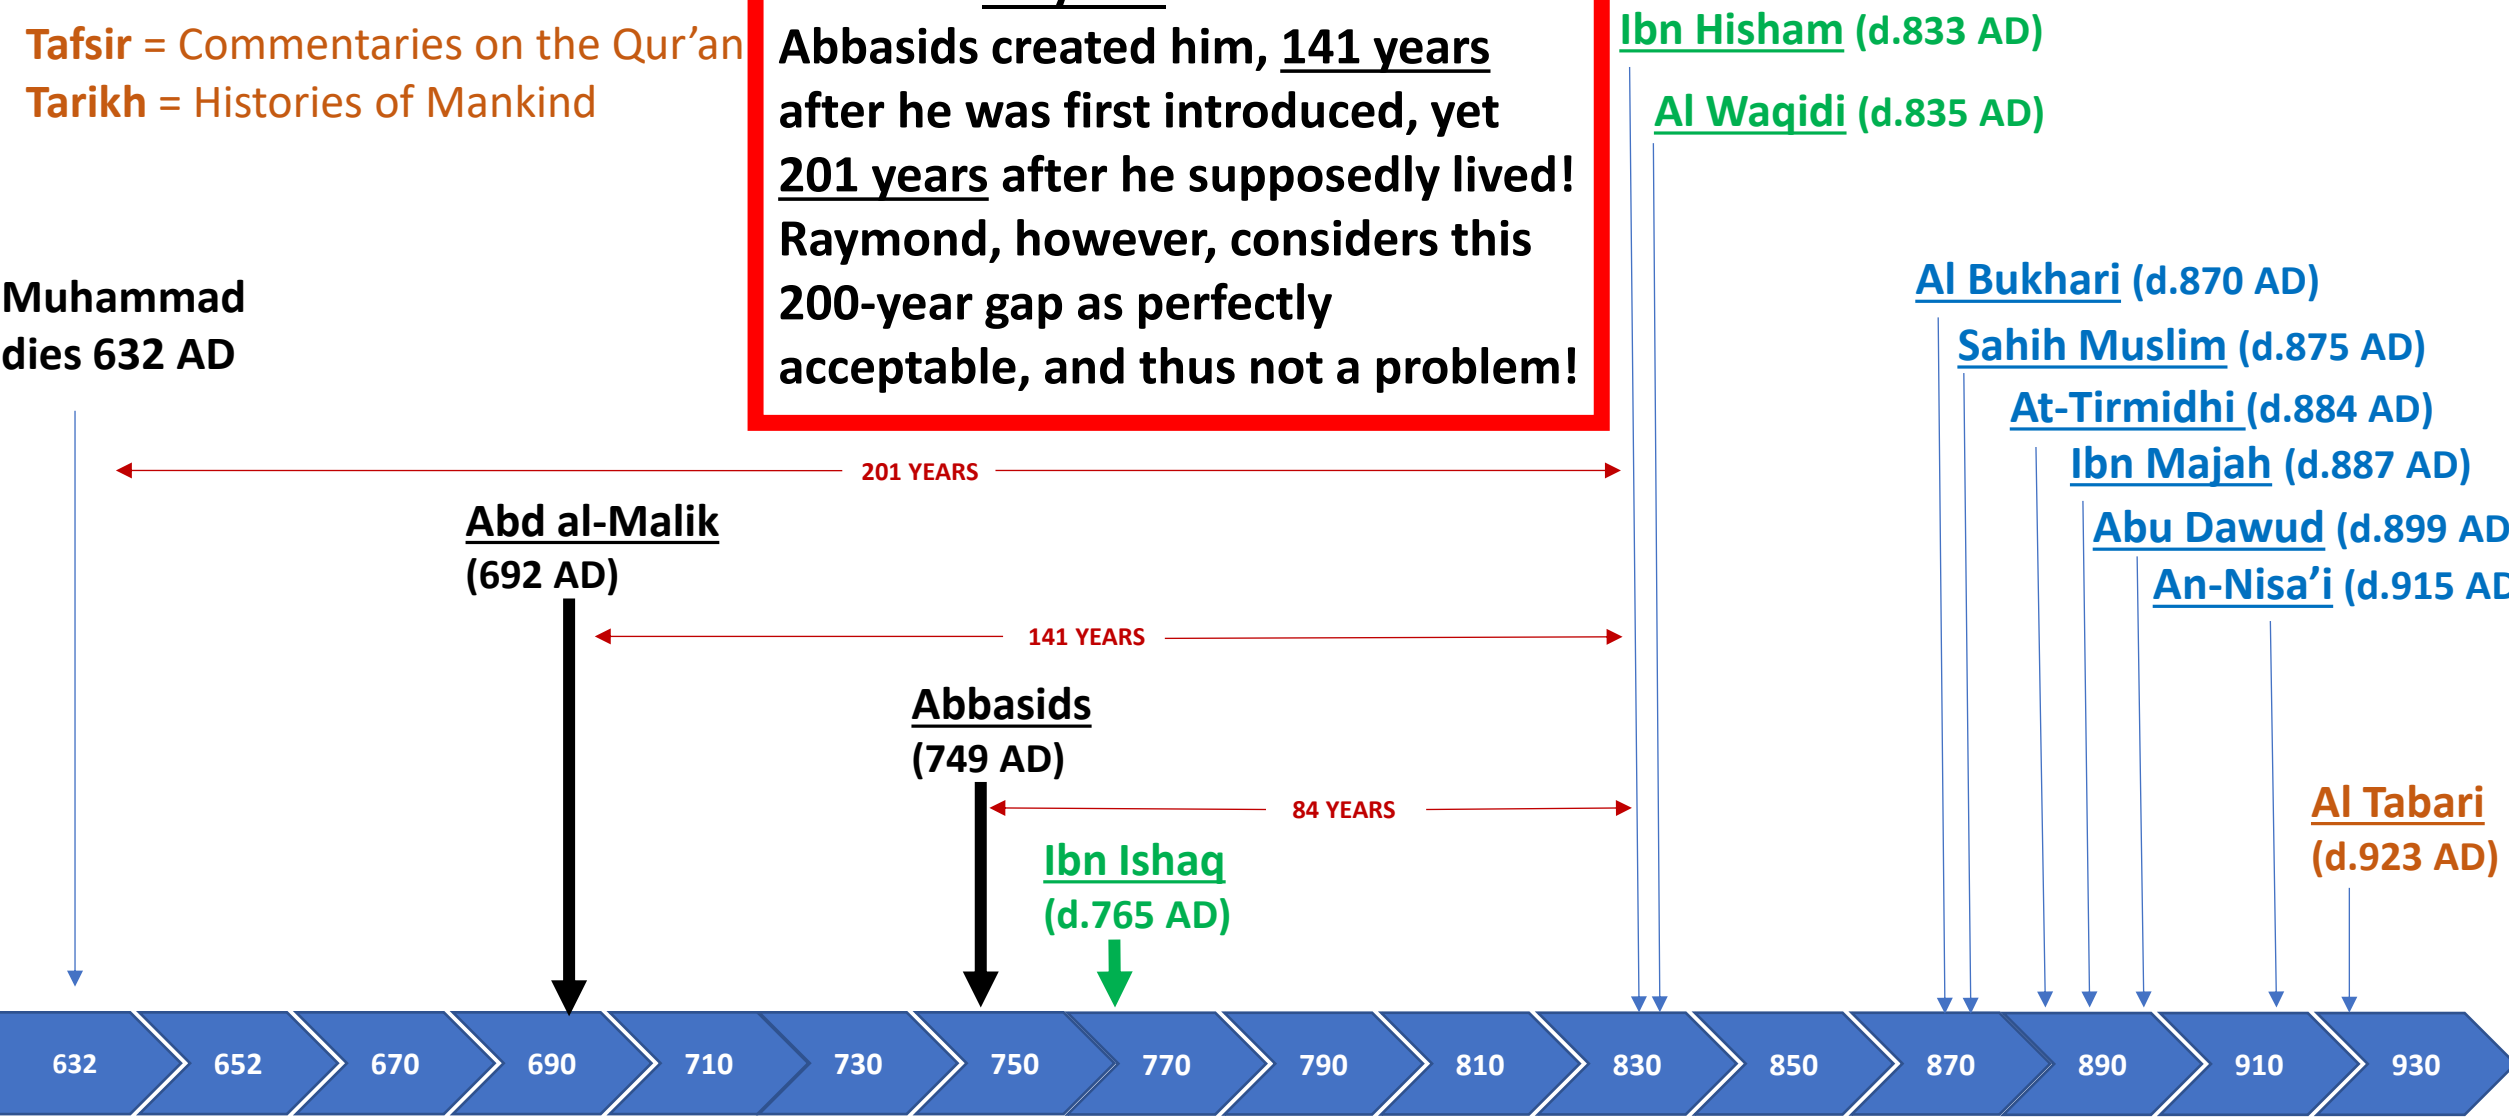 Tafsir = Commentaries on the Qur’an
Tarikh = Histories of Mankind
Abbasids created him, 141 years
after he was first introduced, yet
201 years after he supposedly lived!
Raymond, however, considers this
200-year gap as perfectly
acceptable, and thus not a problem!
Ibn Hisham (d.833 AD)
Al Waqidi (d.835 AD)
Muhammad
dies 632 AD
Al Bukhari (d.870 AD)
Sahih Muslim (d.875 AD)
At-Tirmidhi (d.884 AD)
Ibn Majah (d.887 AD)
Abu Dawud (d.899 AD
An-Nisa’i (d.915 AD
201 YEARS
Abd al-Malik
(692 AD)
141 YEARS
Abbasids
(749 AD)
84 YEARS
Ibn Ishaq
(d.765 AD)
Al Tabari
(d.923 AD)
632 652 670 690 710 730 750 770 790 810 830 850 870 890 910 930